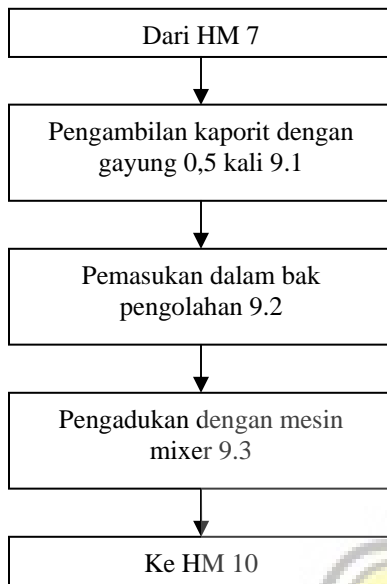 Dari HM 7
Pengambilan kaporit dengan
gayung 0,5 kali 9.1
Pemasukan dalam bak
pengolahan 9.2
Pengadukan dengan mesin
mixer 9.3
Ke HM 10